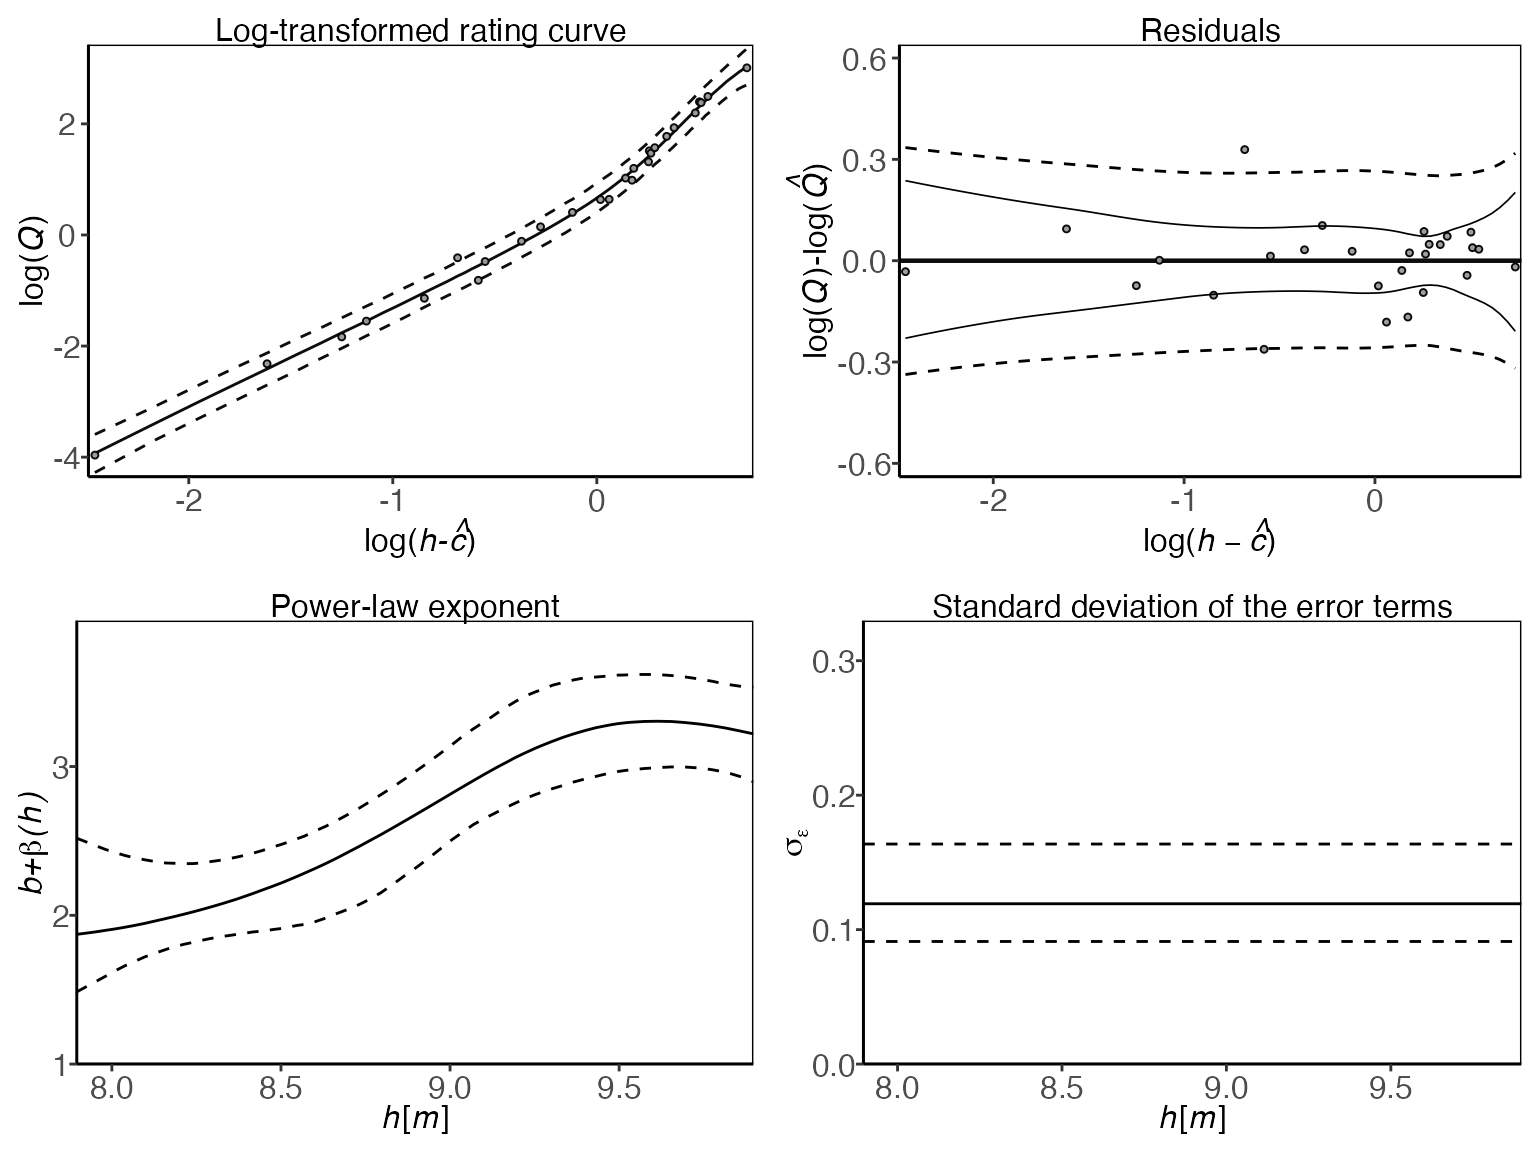 Log-transformed rating curve
log(Q)
2
0
-2
-4
-2 -1 0
log(h-ĉ)
Residuals
log(Q)-log(Q̂)
0.6
0.3
0.0
-0.3
-0.6
-2 -1 0
log(h – ĉ)
Power-law exponent
b+β(h)
3
2
1
8.0 8.5 9.0 9.5
h[m]
Standard deviation of the error terms
σε
0.3
0.2
0.1
0.0
8.0 8.5 9.0 9.5
h[m]